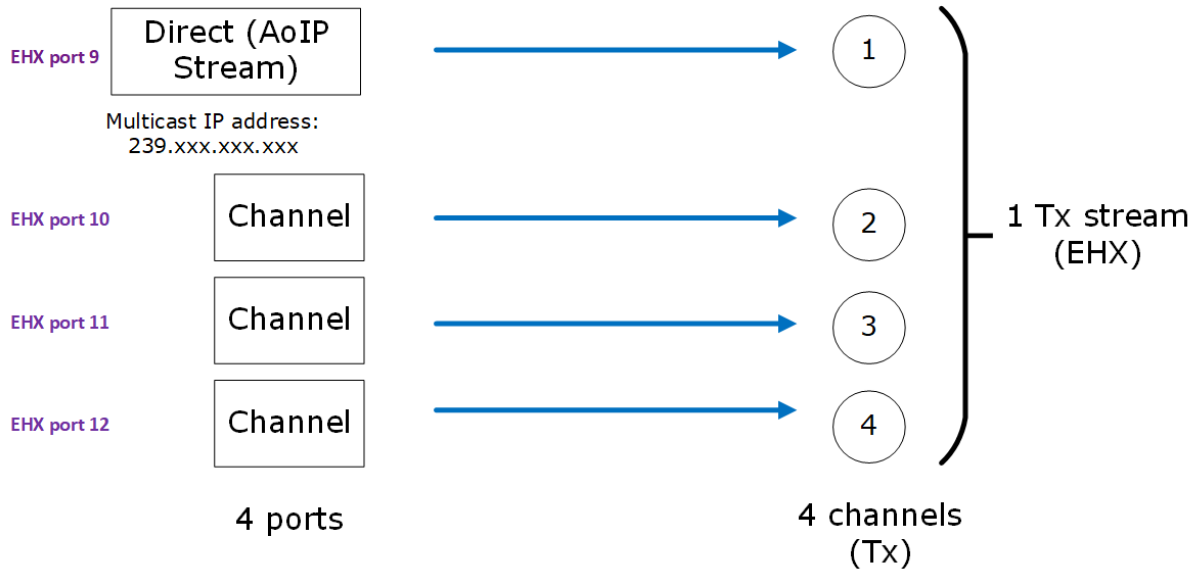 EHX port 9
Direct (AoIP
Stream)
1
Multicast IP address:
239.xxx.xxx.xxx
EHX port 10
Channel
2
1 Tx stream
(EHX)
EHX port 11
Channel
3
EHX port 12
Channel
4
4 ports
4 channels
(Tx)